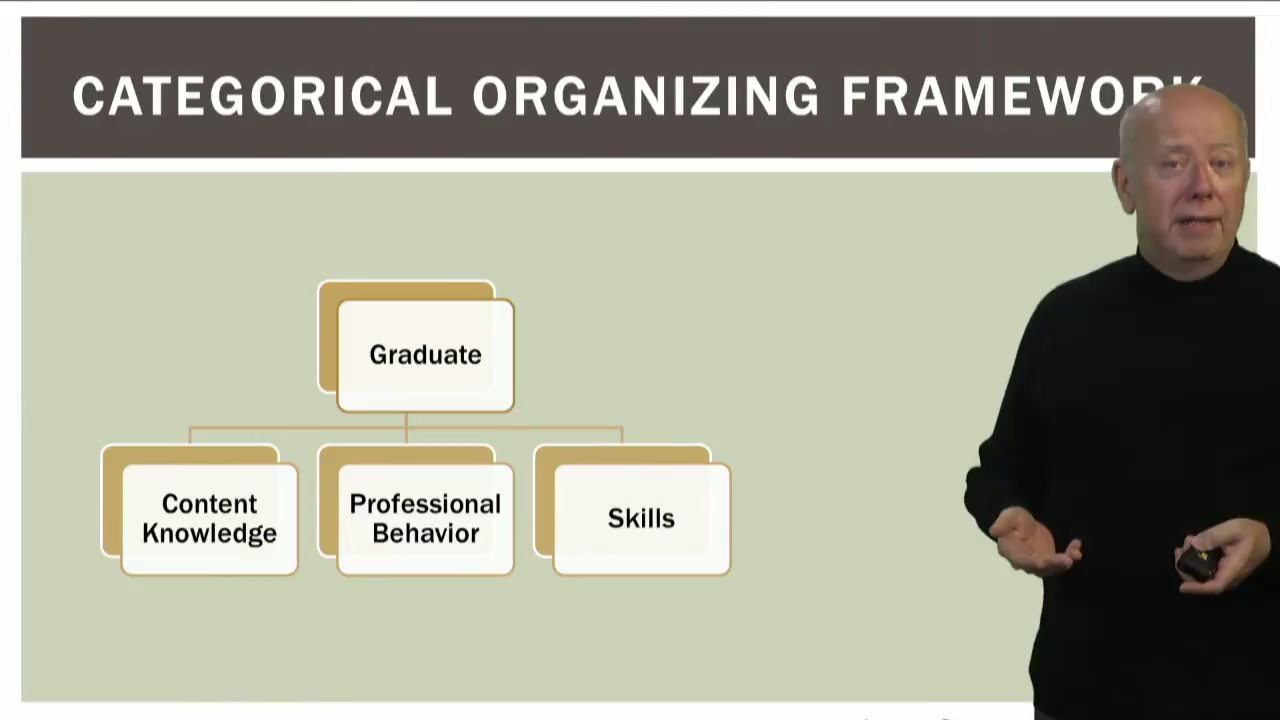 CATEGORICAL ORGANIZING FRAMEWORK
Graduate
Content
Knowledge
Professional
Behavior
Skills